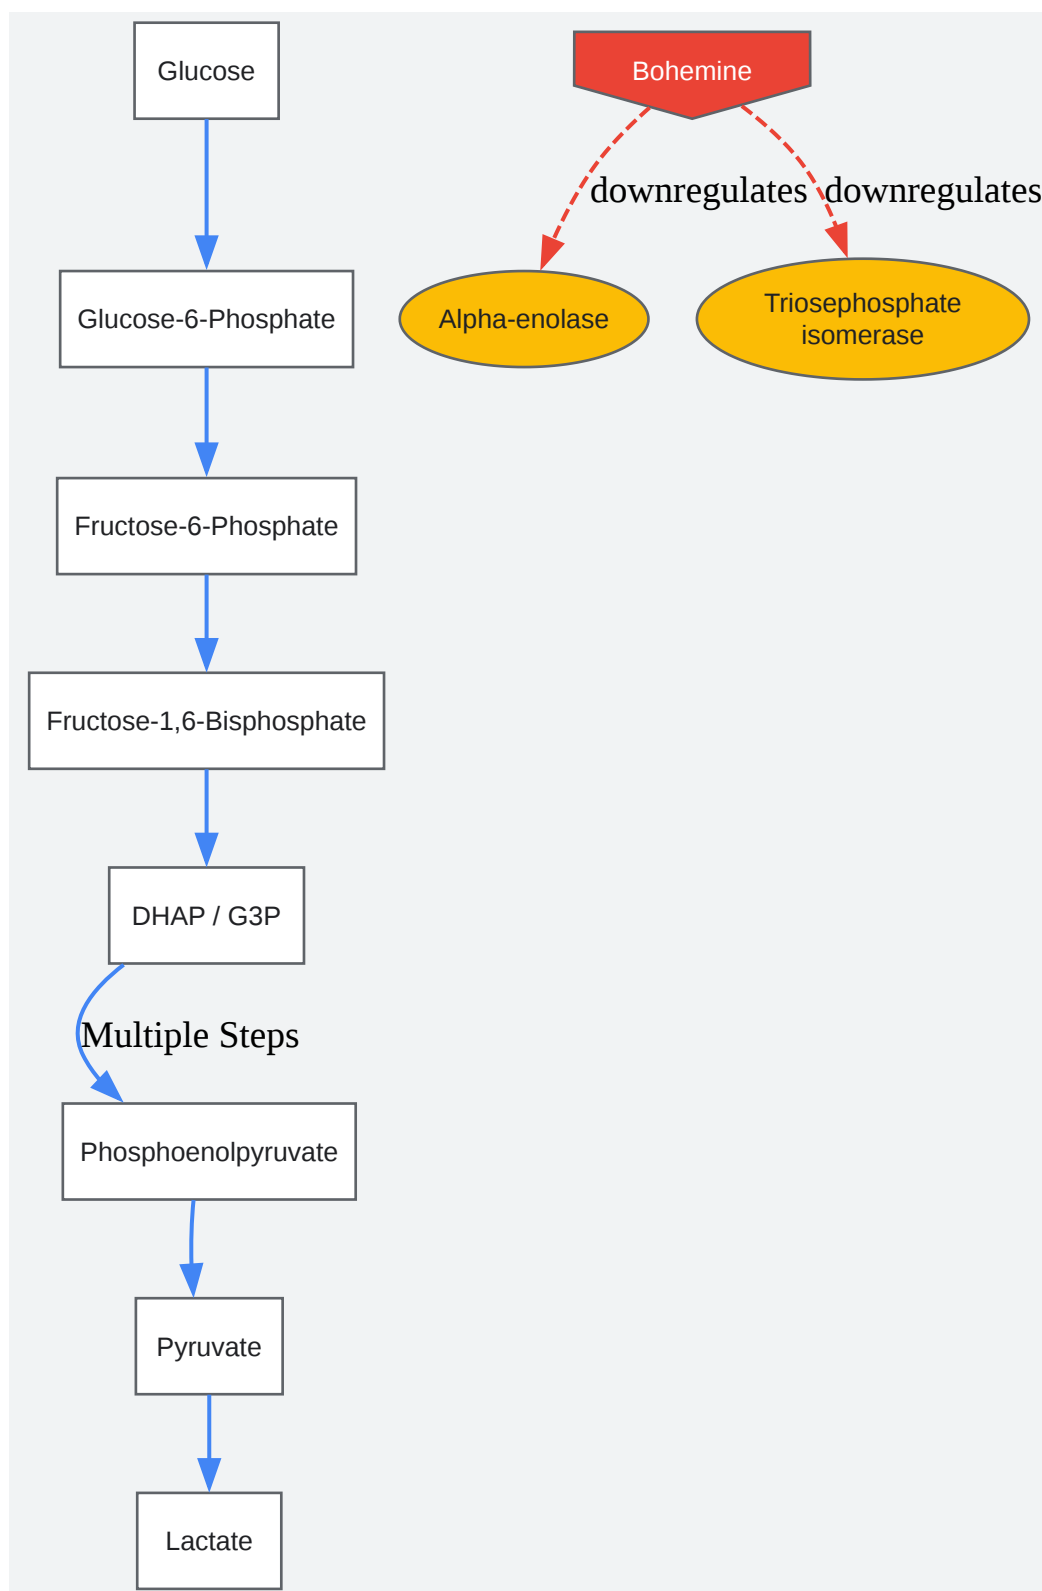 Glucose
Bohemine
downregulates
downregulates
Glucose-6-Phosphate
Alpha-enolase
Triosephosphate
isomerase
Fructose-6-Phosphate
Fructose-1,6-Bisphosphate
DHAP / G3P
Multiple Steps
Phosphoenolpyruvate
Pyruvate
Lactate